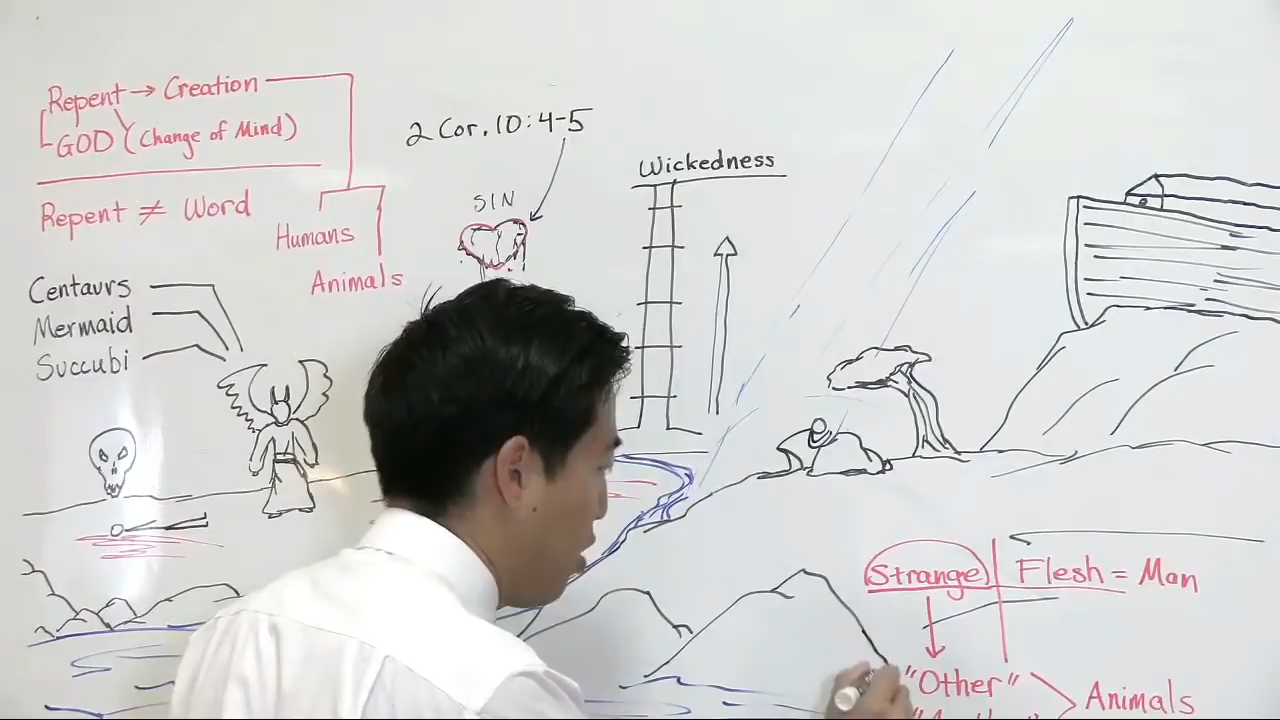 Repent → Creation
GOD (Change of Mind)
Repent ≠ Word
Humans
Animals
Centaurs
Mermaid
Succubi
2 Cor. 10:4-5
SIN
Wickedness
Strange Flesh = Man
"Other"
Animals